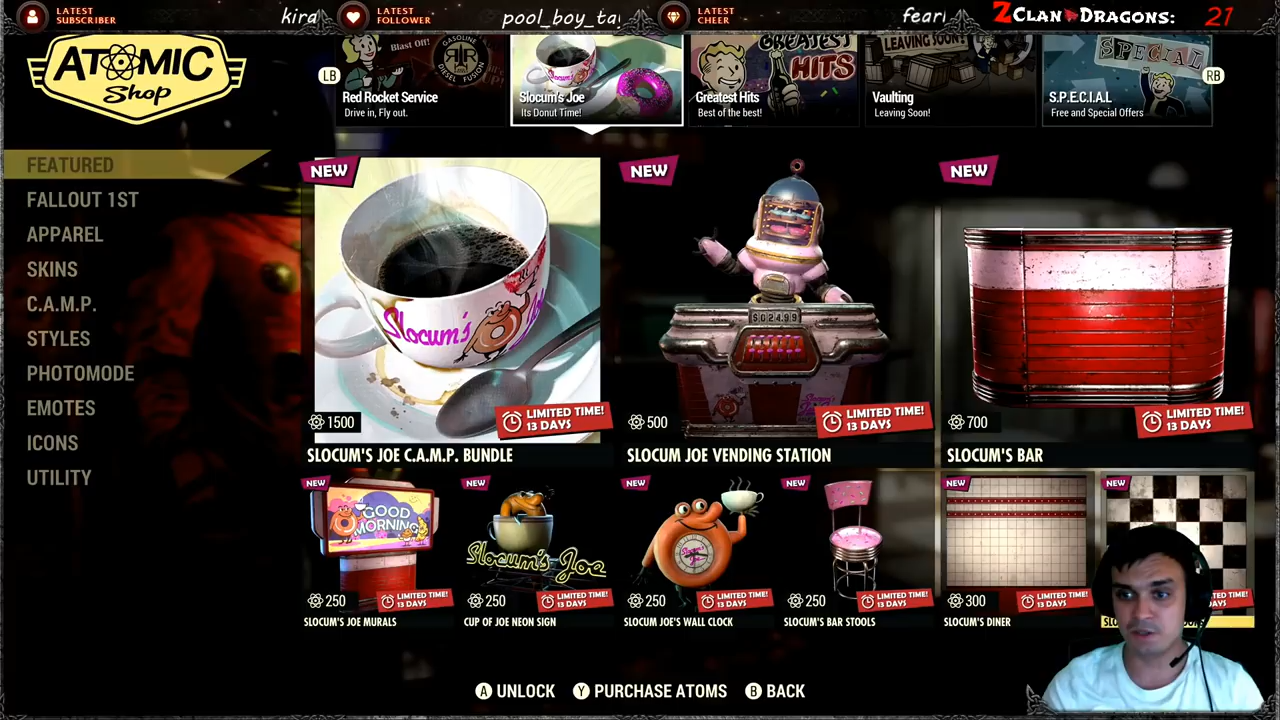 LATEST SUBSCRIBER
kira
LATEST FOLLOWER
pool_boy_ta
LATEST CHEER
fearl
ZClan Dragons:
21
ATOMIC
Shop
LB
Blast Off!
GASOLINE
DIESEL FUSION
Red Rocket Service
Drive in, Fly out.
Slocum's Joe
Its Donut Time!
GREATEST
HITS
Greatest Hits
Best of the best!
LEAVING SOON!
Vaulting
Leaving Soon!
SPECIAL
S.P.E.C.I.A.L
Free and Special Offers
RB
FEATURED
FALLOUT 1ST
APPAREL
SKINS
C.A.M.P.
STYLES
PHOTOMODE
EMOTES
ICONS
UTILITY
NEW
Slocum's
1500
LIMITED TIME!
13 DAYS
SLOCUM'S JOE C.A.M.P. BUNDLE
NEW
500
LIMITED TIME!
13 DAYS
SLOCUM JOE VENDING STATION
NEW
700
LIMITED TIME!
13 DAYS
SLOCUM'S BAR
NEW
GOOD
MORNING
250
LIMITED TIME!
13 DAYS
SLOCUM'S JOE MURALS
NEW
Slocum's Joe
250
LIMITED TIME!
13 DAYS
CUP OF JOE NEON SIGN
NEW
250
LIMITED TIME!
13 DAYS
SLOCUM JOE'S WALL CLOCK
NEW
250
LIMITED TIME!
13 DAYS
SLOCUM'S BAR STOOLS
NEW
300
LIMITED TIME!
13 DAYS
SLOCUM'S DINER
NEW
A UNLOCK
Y PURCHASE ATOMS
B BACK